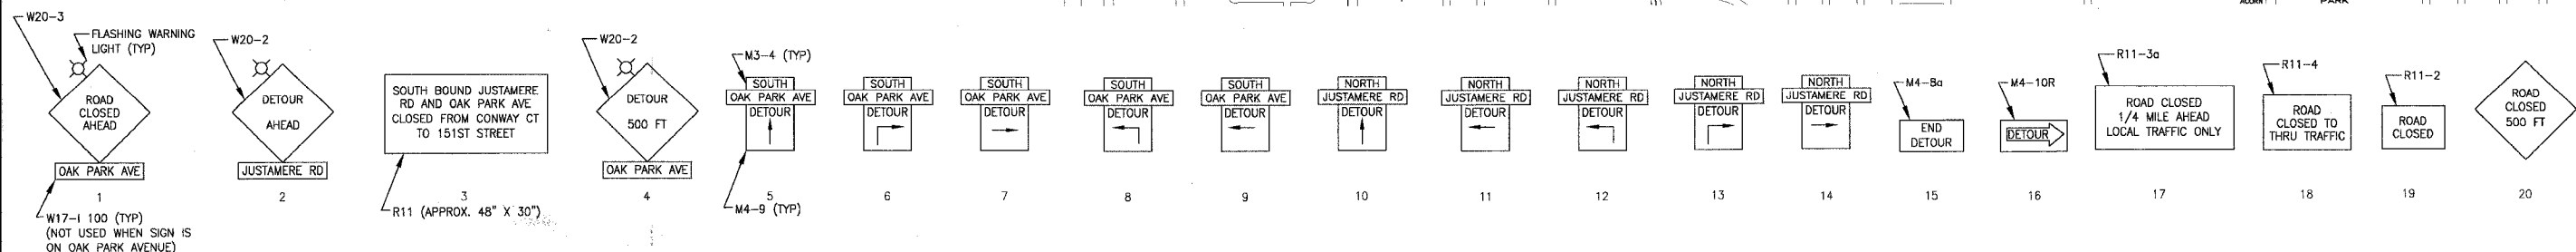 ACORN
PARK
W20-3
FLASHING WARNING
LIGHT (TYP)
ROAD
CLOSED
AHEAD
OAK PARK AVE
1
W17-I 100 (TYP)
(NOT USED WHEN SIGN IS
ON OAK PARK AVENUE)
W20-2
DETOUR
AHEAD
JUSTAMERE RD
2
SOUTH BOUND JUSTAMERE
RD AND OAK PARK AVE
CLOSED FROM CONWAY CT
TO 151ST STREET
3
R11 (APPROX. 48" X 30")
W20-2
DETOUR
500 FT
OAK PARK AVE
4
M3-4 (TYP)
SOUTH
OAK PARK AVE
DETOUR
5
M4-9 (TYP)
SOUTH
OAK PARK AVE
DETOUR
6
SOUTH
OAK PARK AVE
DETOUR
7
SOUTH
OAK PARK AVE
DETOUR
8
SOUTH
OAK PARK AVE
DETOUR
9
NORTH
JUSTAMERE RD
DETOUR
10
NORTH
JUSTAMERE RD
DETOUR
11
NORTH
JUSTAMERE RD
DETOUR
12
NORTH
JUSTAMERE RD
DETOUR
13
NORTH
JUSTAMERE RD
DETOUR
14
M4-8a
END
DETOUR
15
M4-10R
DETOUR
16
R11-3a
ROAD CLOSED
1/4 MILE AHEAD
LOCAL TRAFFIC ONLY
17
R11-4
ROAD
CLOSED TO
THRU TRAFFIC
18
R11-2
ROAD
CLOSED
19
ROAD
CLOSED
500 FT
20